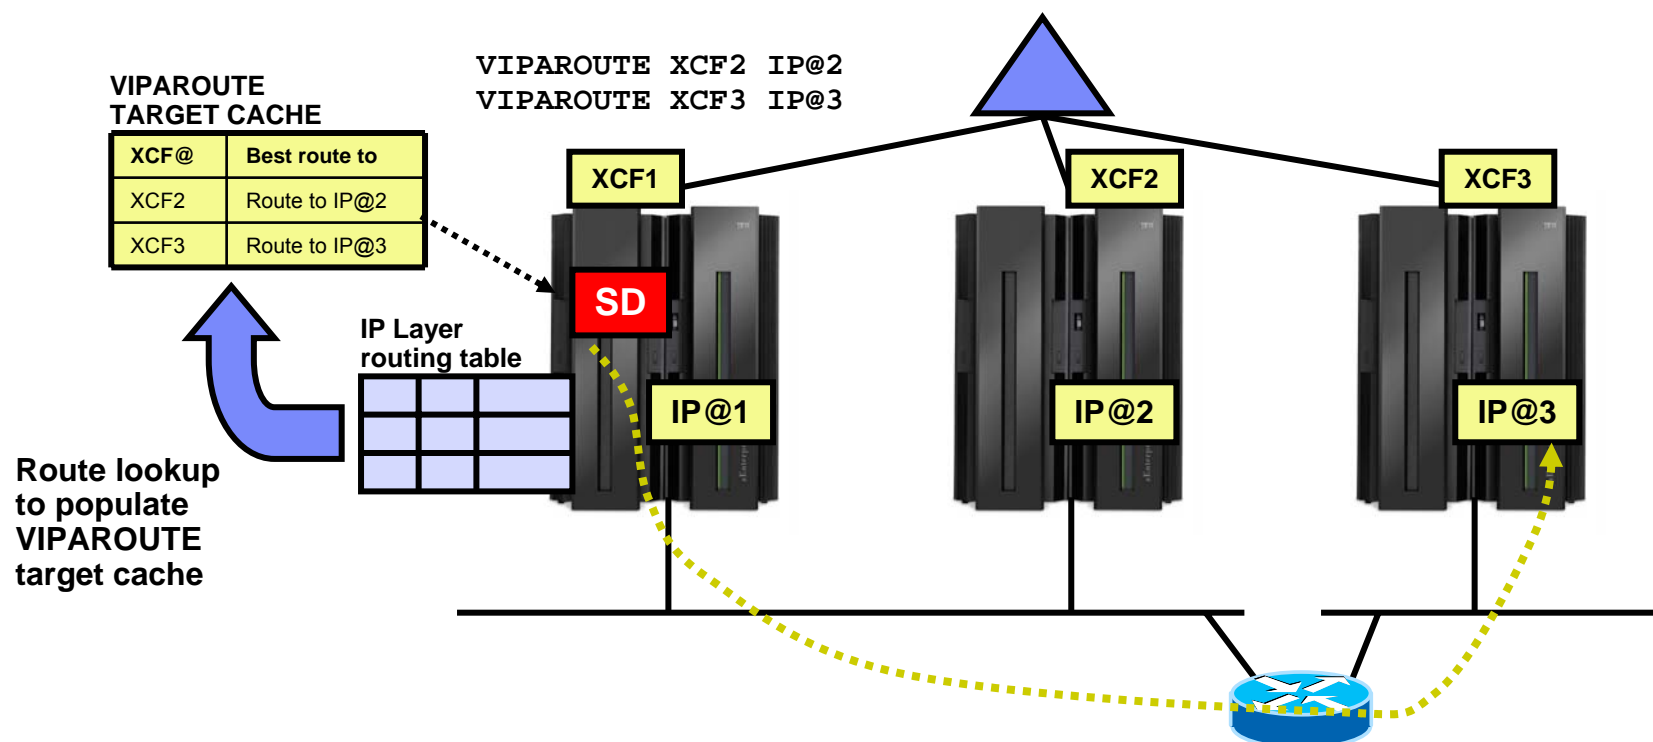 VIPAROUTE XCF2 IP@2
VIPAROUTE XCF3 IP@3
VIPAROUTE
TARGET CACHE
XCF@ Best route to
XCF2 Route to IP@2
XCF3 Route to IP@3
XCF1
XCF2
XCF3
SD
IP Layer
routing table
IP@1
IP@2
IP@3
Route lookup
to populate
VIPAROUTE
target cache